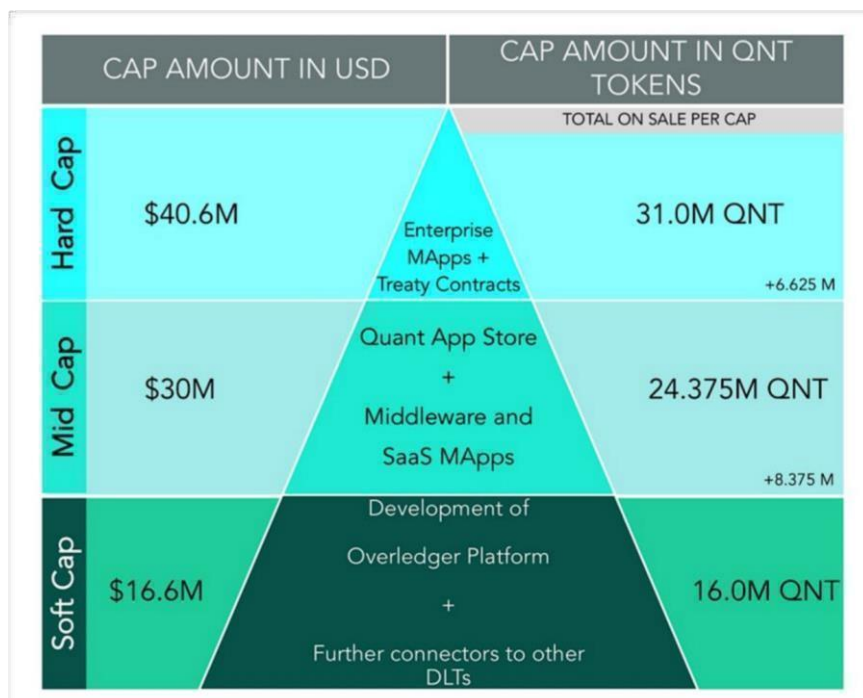 CAP AMOUNT IN USD
CAP AMOUNT IN QNT
TOKENS
TOTAL ON SALE PER CAP
Hard Cap
$40.6M
Enterprise
MApps +
Treaty Contracts
31.0M QNT
+6.625 M
Mid Cap
$30M
Quant App Store
+
Middleware and
SaaS MApps
24.375M QNT
+8.375 M
Soft Cap
$16.6M
Development of
Overledger Platform
+
Further connectors to other
DLTs
16.0M QNT